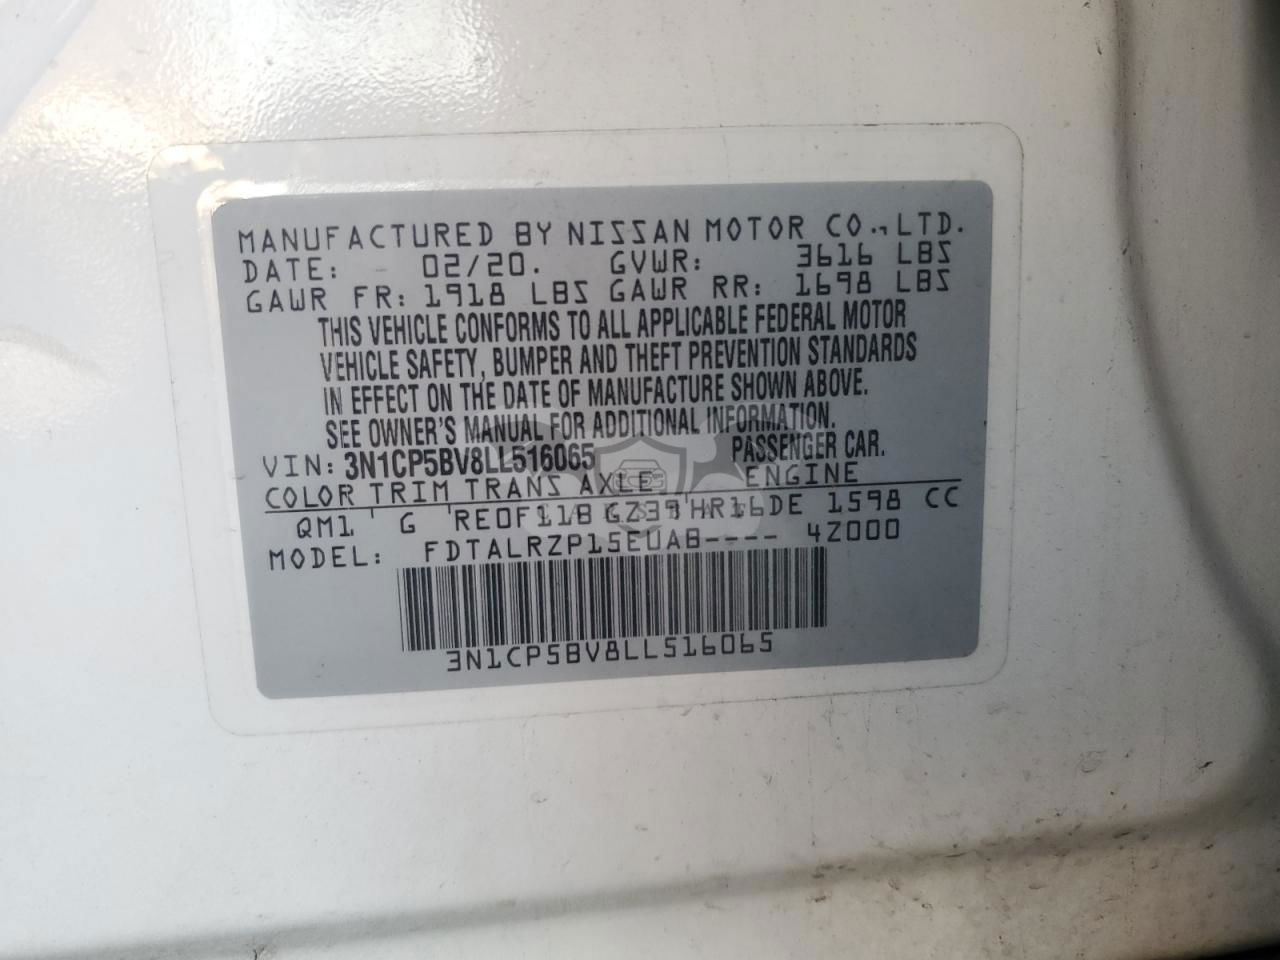 MANUFACTURED BY NISSAN MOTOR CO., LTD.
DATE: 02/20. GVWR: 3616 LBS
GAWR FR: 1918 LBS GAWR RR: 1698 LBS
THIS VEHICLE CONFORMS TO ALL APPLICABLE FEDERAL MOTOR
VEHICLE SAFETY, BUMPER AND THEFT PREVENTION STANDARDS
IN EFFECT ON THE DATE OF MANUFACTURE SHOWN ABOVE.
SEE OWNER'S MANUAL FOR ADDITIONAL INFORMATION.
VIN: 3N1CP5BV8LL516065 PASSENGER CAR.
COLOR TRIM TRANS AXLE ENGINE
QM1 G RE0F11B GZ39 HR16DE 1598 CC
MODEL: FDTALRZP15EUAB---- 4Z000
3N1CP5BV8LL516065